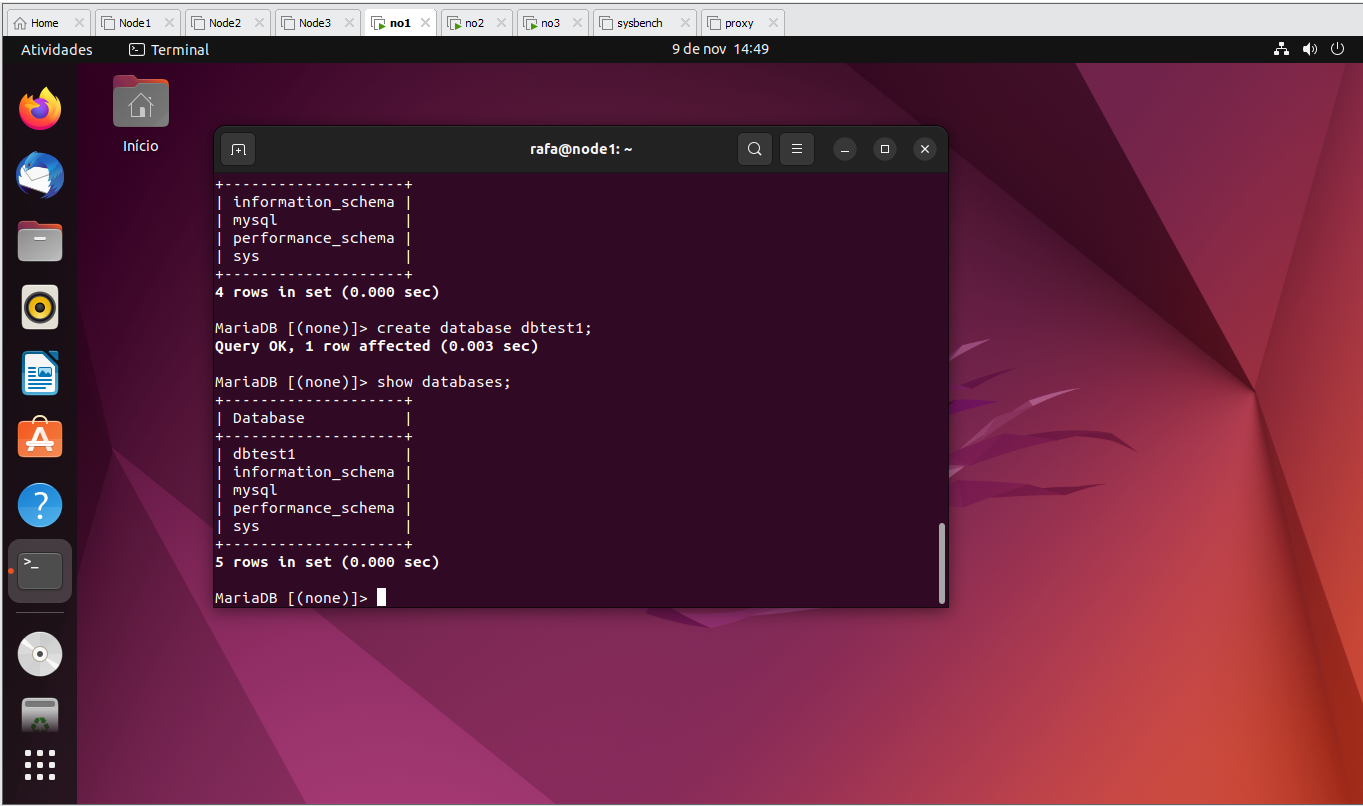 Home Node1 Node2 Node3 no1 no2 no3 sysbench proxy
Atividades Terminal 9 de nov 14:49
Início
rafa@node1: ~
+--------------------+
| information_schema |
| mysql              |
| performance_schema |
| sys                |
+--------------------+
4 rows in set (0.000 sec)
MariaDB [(none)]> create database dbtest1;
Query OK, 1 row affected (0.003 sec)
MariaDB [(none)]> show databases;
+--------------------+
| Database           |
+--------------------+
| dbtest1            |
| information_schema |
| mysql              |
| performance_schema |
| sys                |
+--------------------+
5 rows in set (0.000 sec)
MariaDB [(none)]>